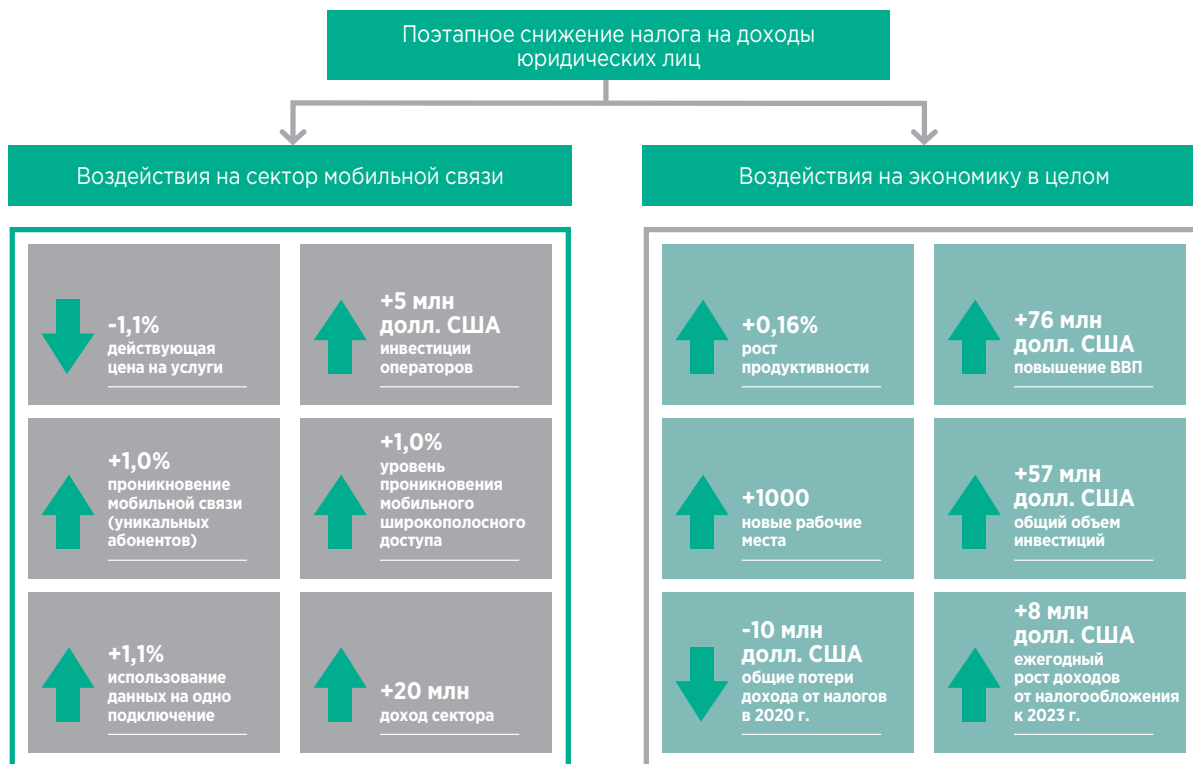 Поэтапное снижение налога на доходы
юридических лиц
Воздействия на сектор мобильной связи
-1,1%
действующая
цена на услуги
+5 млн
долл. США
инвестиции
операторов
+1,0%
проникновение
мобильной связи
(уникальных
абонентов)
+1,0%
уровень
проникновения
мобильного
широкополосного
доступа
+1,1%
использование
данных на одно
подключение
+20 млн
доход сектора
Воздействия на экономику в целом
+0,16%
рост
продуктивности
+76 млн
долл. США
повышение ВВП
+1000
новые рабочие
места
+57 млн
долл. США
общий объем
инвестиций
-10 млн
долл. США
общие потери
дохода от налогов
в 2020 г.
+8 млн
долл. США
ежегодный
рост доходов
от налогообложения
к 2023 г.